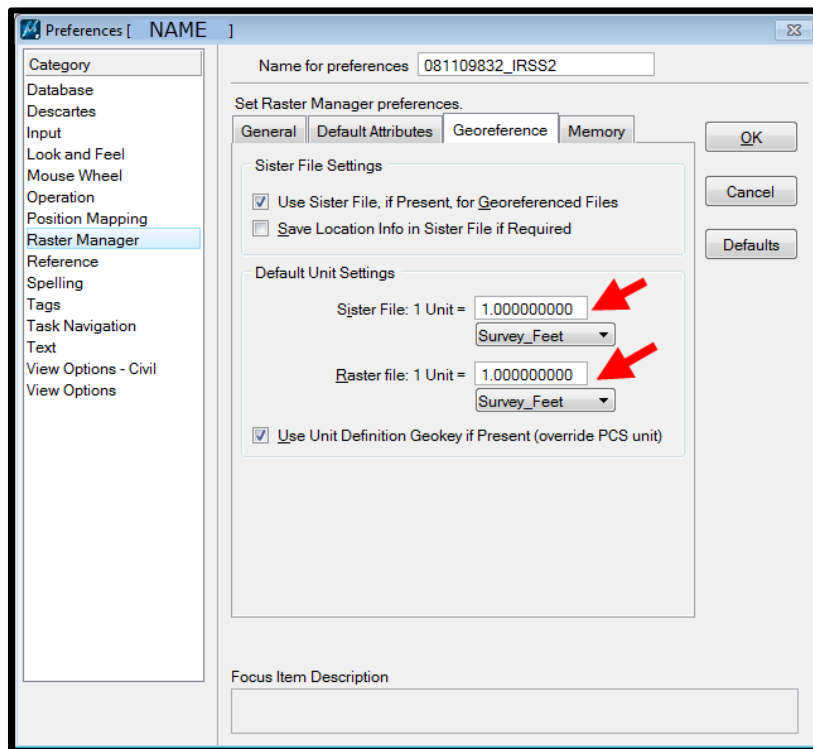 Preferences [ NAME ]
Category
Database
Descartes
Input
Look and Feel
Mouse Wheel
Operation
Position Mapping
Raster Manager
Reference
Spelling
Tags
Task Navigation
Text
View Options - Civil
View Options
Name for preferences 081109832_IRSS2
Set Raster Manager preferences.
General Default Attributes Georeference Memory
Sister File Settings
Use Sister File, if Present, for Georeferenced Files
Save Location Info in Sister File if Required
Default Unit Settings
Sister File: 1 Unit = 1.000000000
Survey_Feet
Raster file: 1 Unit = 1.000000000
Survey_Feet
Use Unit Definition Geokey if Present (override PCS unit)
OK
Cancel
Defaults
Focus Item Description